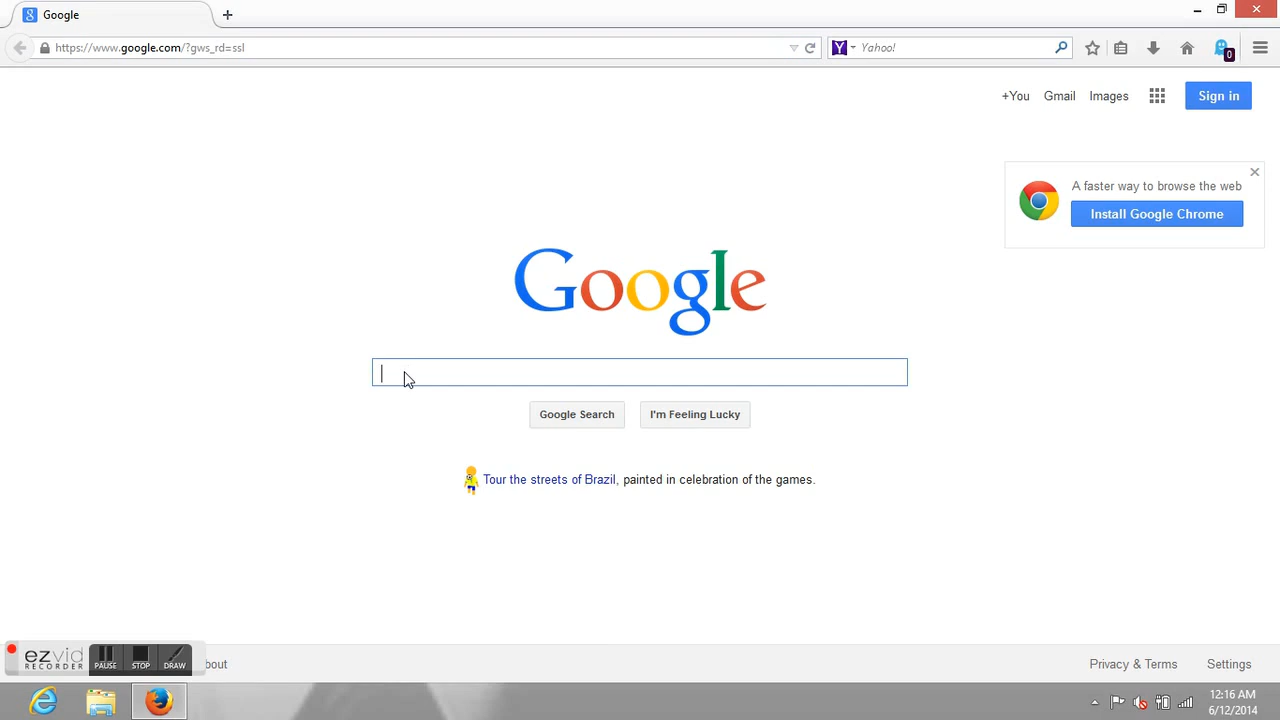 Google
https://www.google.com/?gws_rd=ssl
Yahoo!
0
+You Gmail Images Sign in
A faster way to browse the web
Install Google Chrome
Google
Google Search I'm Feeling Lucky
Tour the streets of Brazil, painted in celebration of the games.
ezvid
RECORDER
PAUSE STOP DRAW
bout
Privacy & Terms Settings
12:16 AM
6/12/2014